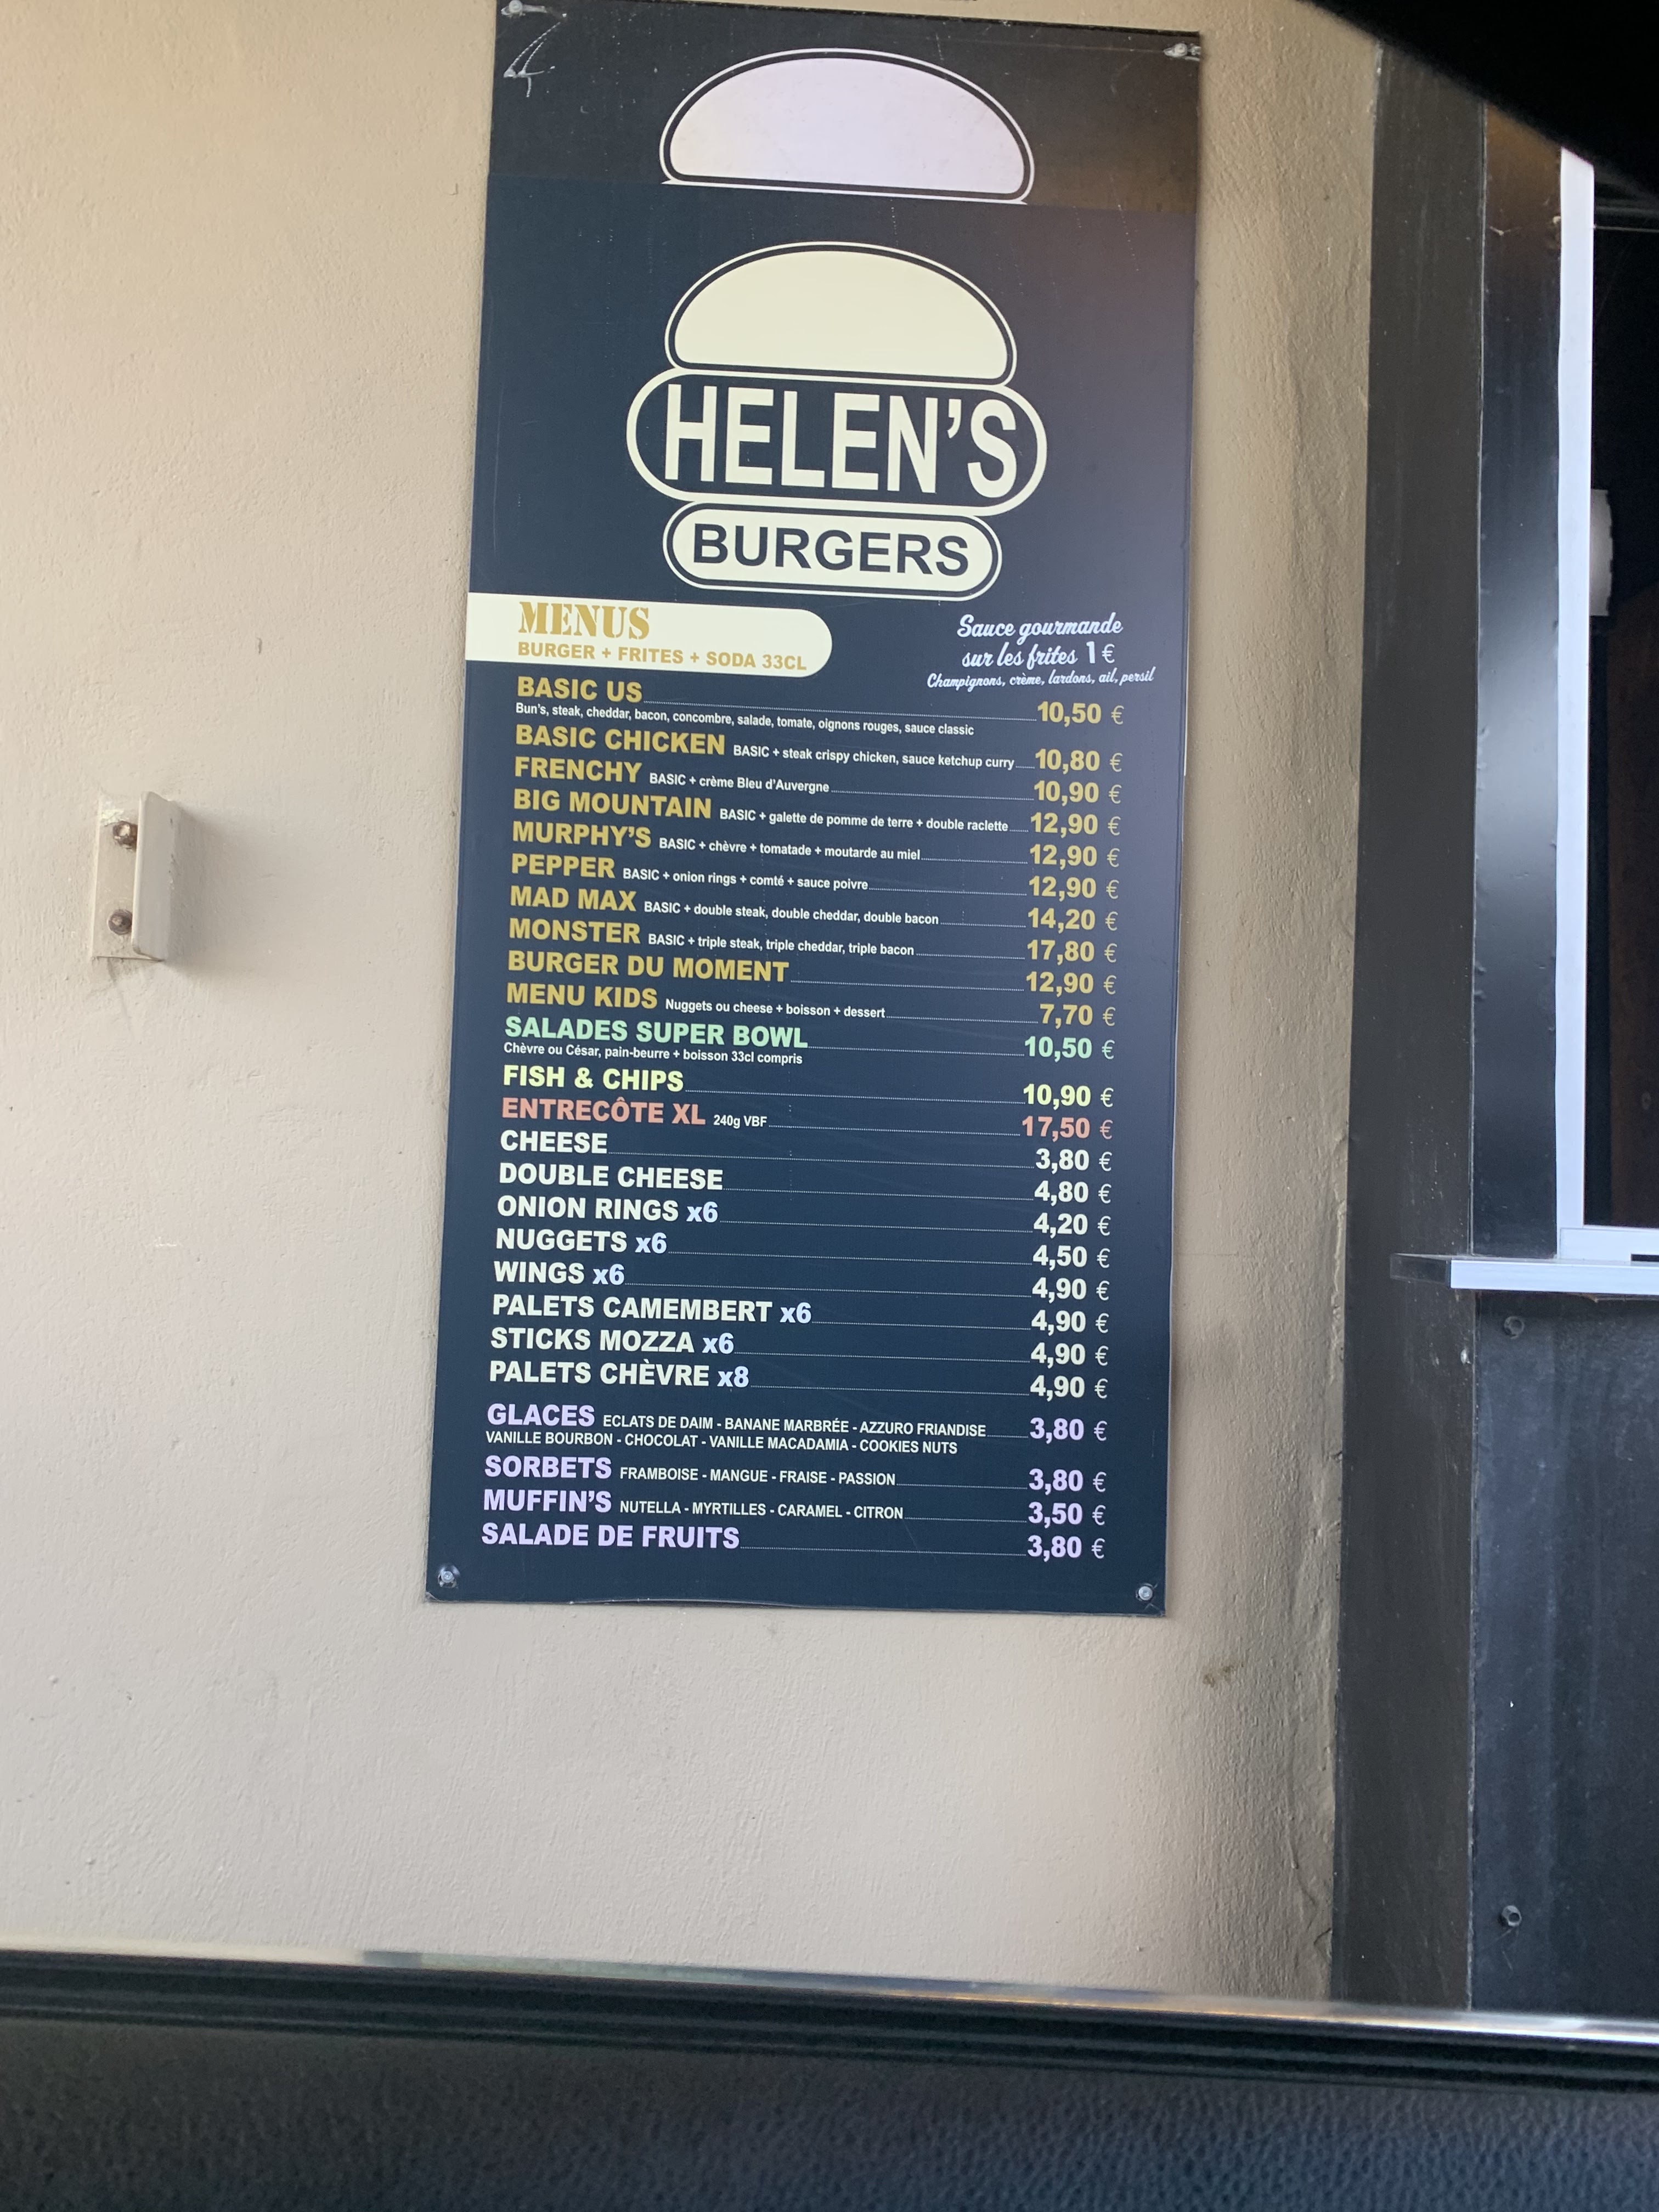 HELEN'S
BURGERS
MENUS
BURGER + FRITES + SODA 33CL
Sauce gourmande
sur les frites 1 €
Champignons, crème, lardons, ail, persil
BASIC US 10,50 €
Bun's, steak, cheddar, bacon, concombre, salade, tomate, oignons rouges, sauce classic
BASIC CHICKEN BASIC + steak crispy chicken, sauce ketchup curry 10,80 €
FRENCHY BASIC + crème Bleu d'Auvergne 10,90 €
BIG MOUNTAIN BASIC + galette de pomme de terre + double raclette 12,90 €
MURPHY'S BASIC + chèvre + tomatade + moutarde au miel 12,90 €
PEPPER BASIC + onion rings + comté + sauce poivre 12,90 €
MAD MAX BASIC + double steak, double cheddar, double bacon 14,20 €
MONSTER BASIC + triple steak, triple cheddar, triple bacon 17,80 €
BURGER DU MOMENT 12,90 €
MENU KIDS Nuggets ou cheese + boisson + dessert 7,70 €
SALADES SUPER BOWL 10,50 €
Chèvre ou César, pain-beurre + boisson 33cl compris
FISH & CHIPS 10,90 €
ENTRECÔTE XL 240g VBF 17,50 €
CHEESE 3,80 €
DOUBLE CHEESE 4,80 €
ONION RINGS x6 4,20 €
NUGGETS x6 4,50 €
WINGS x6 4,90 €
PALETS CAMEMBERT x6 4,90 €
STICKS MOZZA x6 4,90 €
PALETS CHÈVRE x8 4,90 €
GLACES ECLATS DE DAIM - BANANE MARBRÉE - AZZURO FRIANDISE 3,80 €
VANILLE BOURBON - CHOCOLAT - VANILLE MACADAMIA - COOKIES NUTS
SORBETS FRAMBOISE - MANGUE - FRAISE - PASSION 3,80 €
MUFFIN'S NUTELLA - MYRTILLES - CARAMEL - CITRON 3,50 €
SALADE DE FRUITS 3,80 €